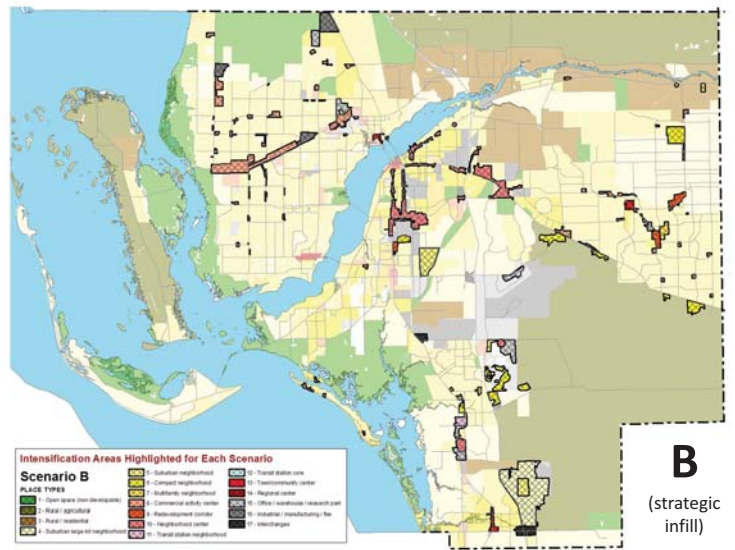 Intensification Areas Highlighted for Each Scenario
Scenario B
PLACE TYPES
1 - Open space (non-developable)
2 - Rural / agricultural
3 - Rural / residential
4 - Suburban large-lot neighborhood
5 - Suburban neighborhood
6 - Compact neighborhood
7 - Multifamily neighborhood
8 - Commercial activity center
9 - Redevelopment corridor
10 - Neighborhood center
11 - Transit station neighborhood
12 - Transit station core
13 - Town/community center
14 - Regional center
15 - Office / warehouse / research park
16 - Industrial / manufacturing / flex
17 - Interchanges
B
(strategic
infill)